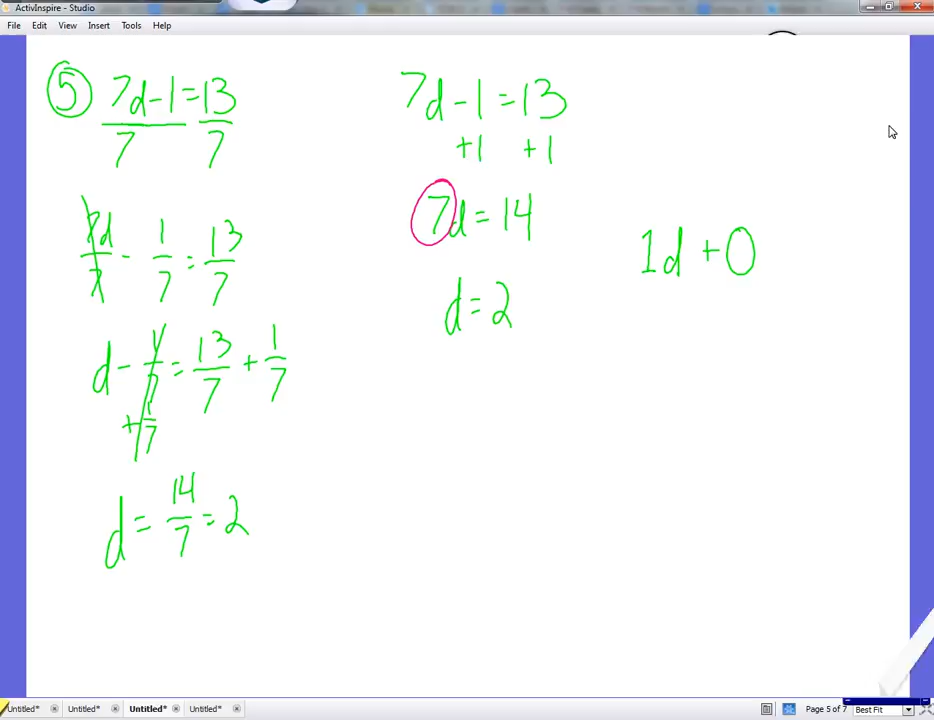 ActivInspire - Studio
File Edit View Insert Tools Help
5 7d-1=13
7 7
7d/7 - 1/7 = 13/7
d - 1/7 = 13/7 + 1/7
+1/7
d = 14/7 = 2
7d-1=13
+1 +1
7d=14
d=2
1d+0
Untitled* Untitled* Untitled* Untitled* Page 5 of 7 Best Fit